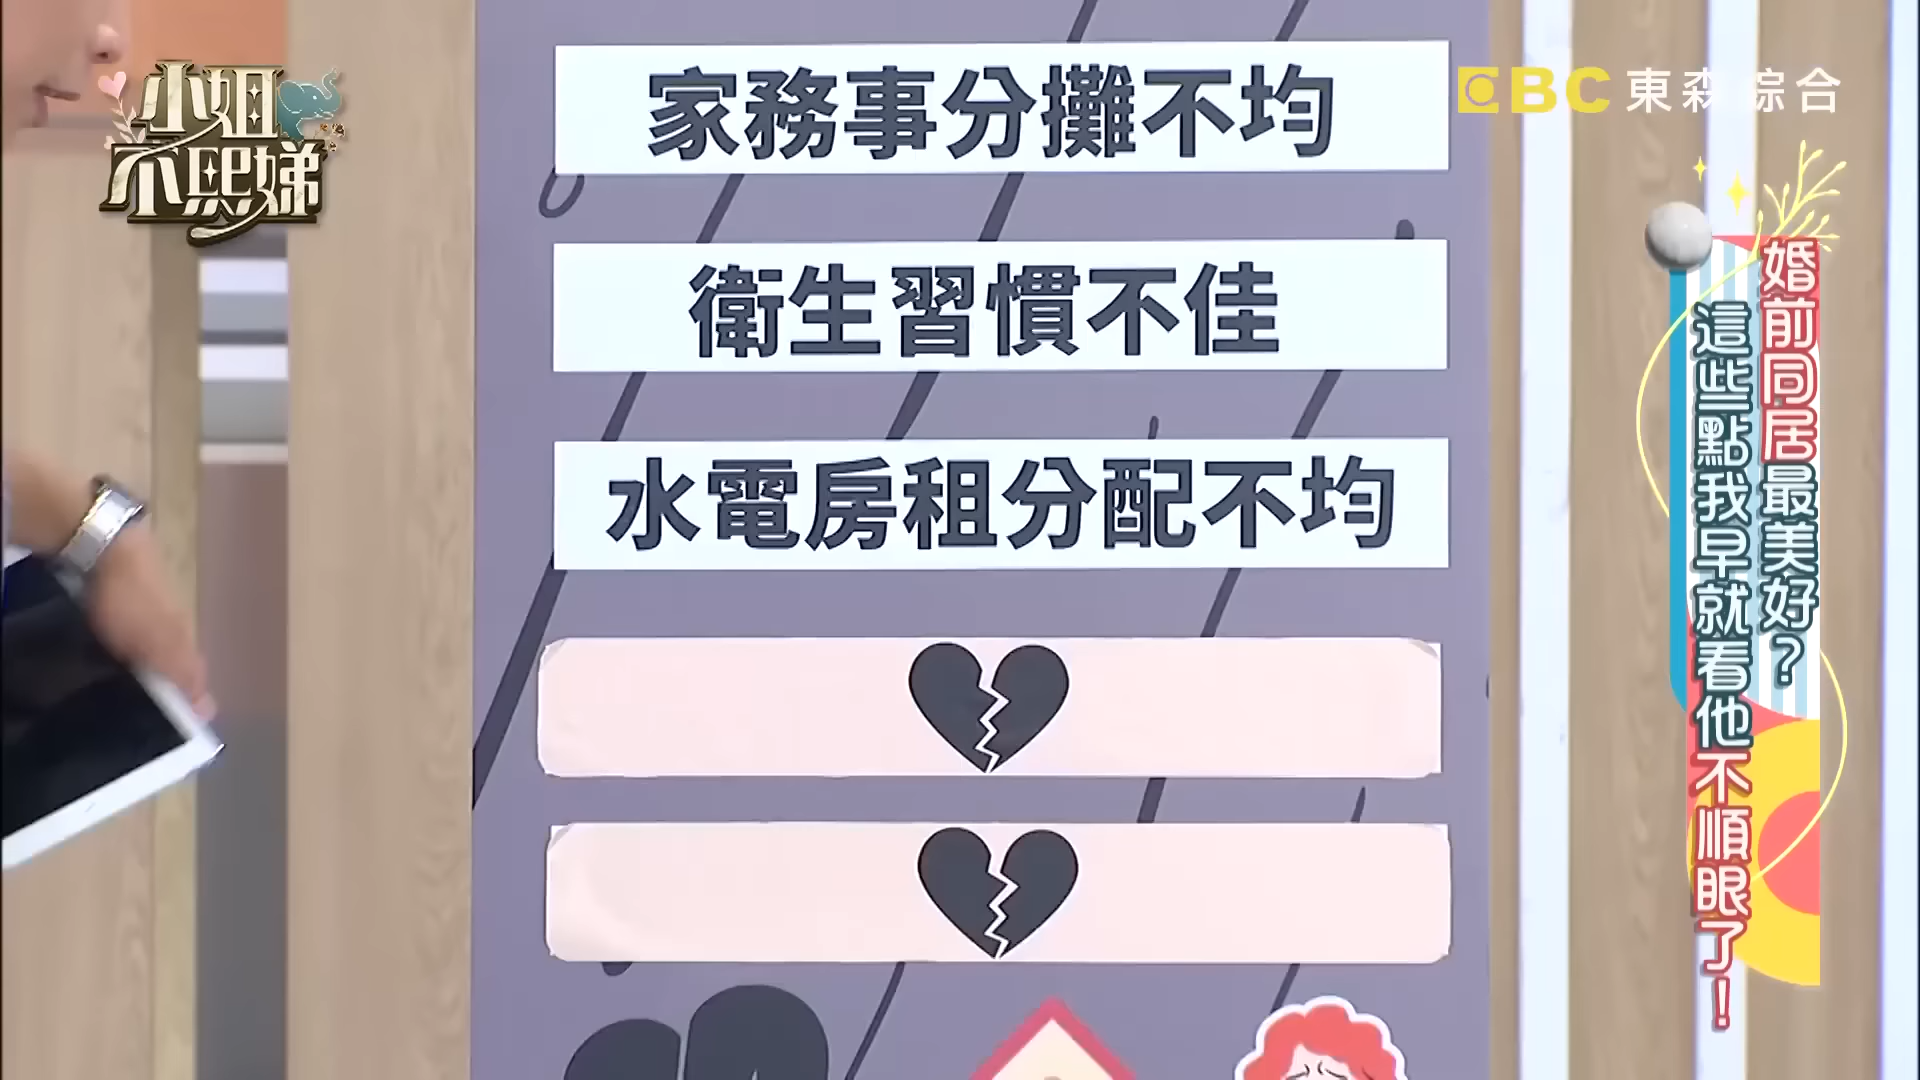 小姐
不熙娣
家務事分攤不均
衛生習慣不佳
水電房租分配不均
EBC 東森綜合
婚前同居最美好？
這些點我早就看他不順眼了！